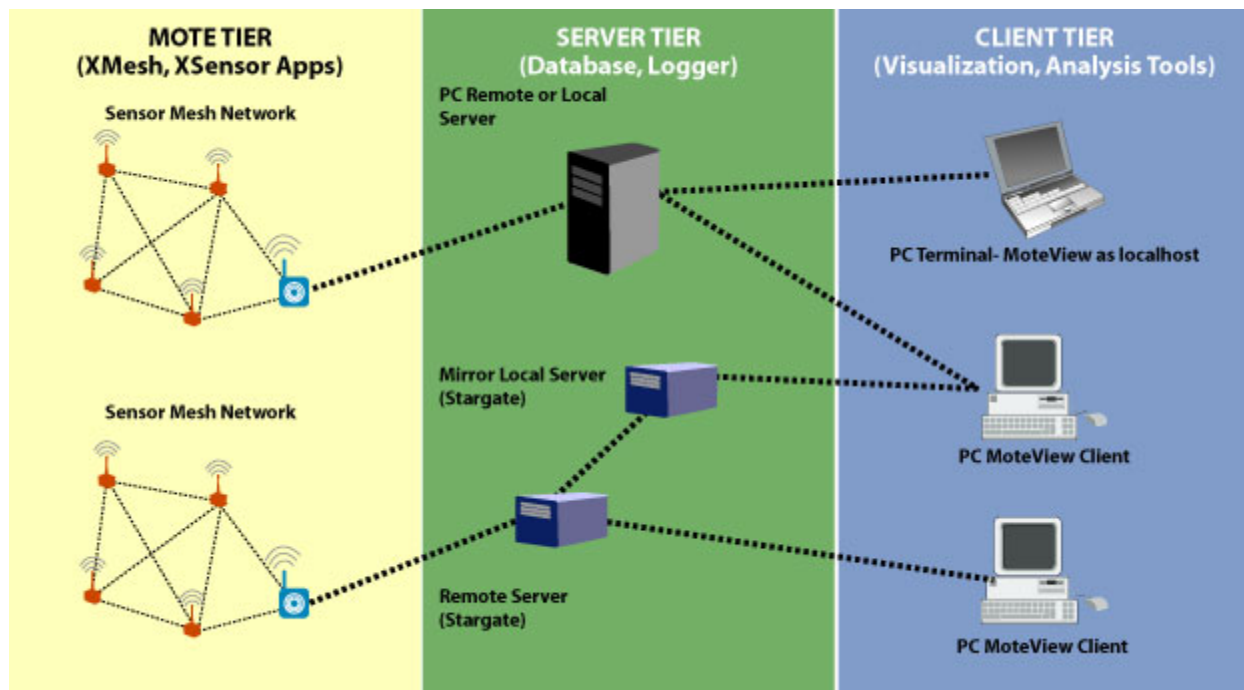 MOTE TIER
(XMesh, XSensor Apps)
Sensor Mesh Network
Sensor Mesh Network
SERVER TIER
(Database, Logger)
PC Remote or Local
Server
Mirror Local Server
(Stargate)
Remote Server
(Stargate)
CLIENT TIER
(Visualization, Analysis Tools)
PC Terminal- MoteView as localhost
PC MoteView Client
PC MoteView Client